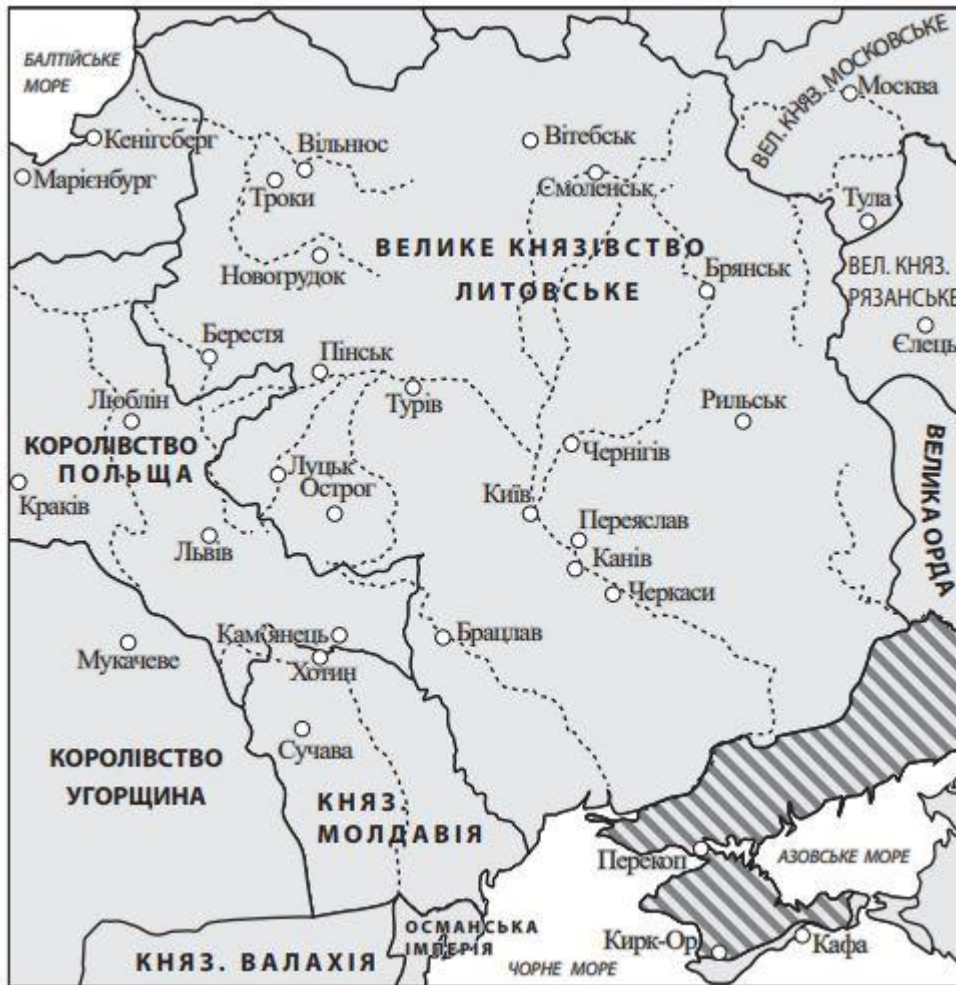 БАЛТІЙСЬКЕ
МОРЕ
ВЕЛ. КНЯЗ. МОСКОВСЬКЕ
Москва
Кенігсберг
Вільнюс
Вітебськ
Марієнбург
Троки
Ємоленськ
Тула
ВЕЛИКЕ КНЯЗІВСТВО
ЛИТОВСЬКЕ
Новогрудок
Брянськ
ВЕЛ. КНЯЗ.
РЯЗАНСЬКЕ
Єлець
Берестя
Пінськ
Турів
Люблін
Рильськ
КОРОЛІВСТВО
ПОЛЬЩА
Чернігів
ВЕЛИКА ОРДА
Луцьк
Острог
Краків
Київ
Переяслав
Львів
Канів
Черкаси
Кам'янець
Брацлав
Мукачеве
Хотин
Сучава
КОРОЛІВСТВО
УГОРЩИНА
КНЯЗ.
МОЛДАВІЯ
Перекоп
АЗОВСЬКЕ МОРЕ
ОСМАНСЬКА
ІМПЕРІЯ
Кирк-Ор
Кафа
КНЯЗ. ВАЛАХІЯ
ЧОРНЕ МОРЕ